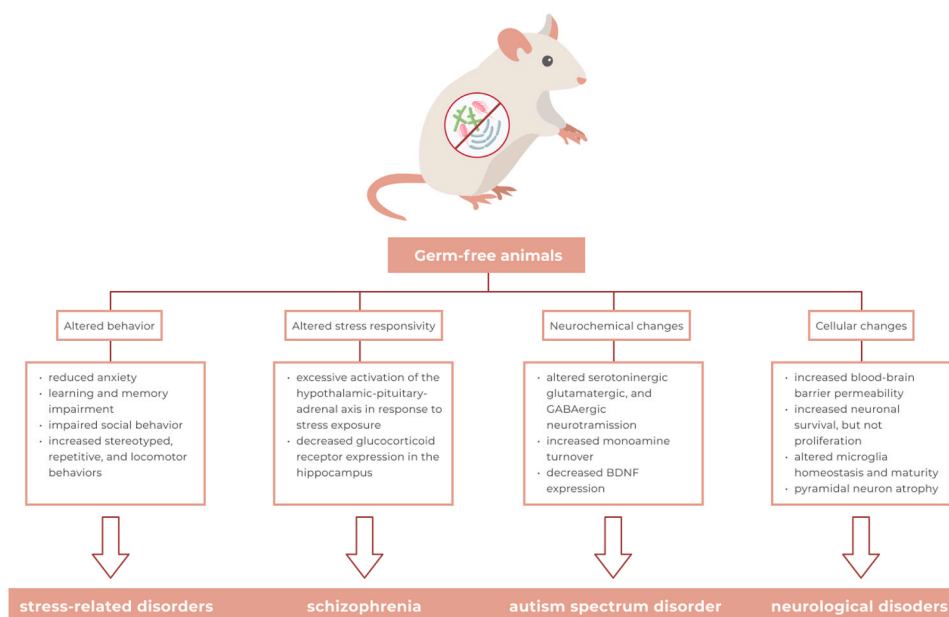 Germ-free animals
Altered behavior
Altered stress responsivity
Neurochemical changes
Cellular changes
· reduced anxiety
· learning and memory
impairment
· impaired social behavior
· increased stereotyped,
repetitive, and locomotor
behaviors
· excessive activation of the
hypothalamic-pituitary-
adrenal axis in response to
stress exposure
· decreased glucocorticoid
receptor expression in the
hippocampus
· altered serotoninergic
glutamatergic, and
GABAergic
neurotramission
· increased monoamine
turnover
· decreased BDNF
expression
· increased blood-brain
barrier permeability
· increased neuronal
survival, but not
proliferation
· altered microglia
homeostasis and maturity
· pyramidal neuron atrophy
stress-related disorders
schizophrenia
autism spectrum disorder
neurological disoders